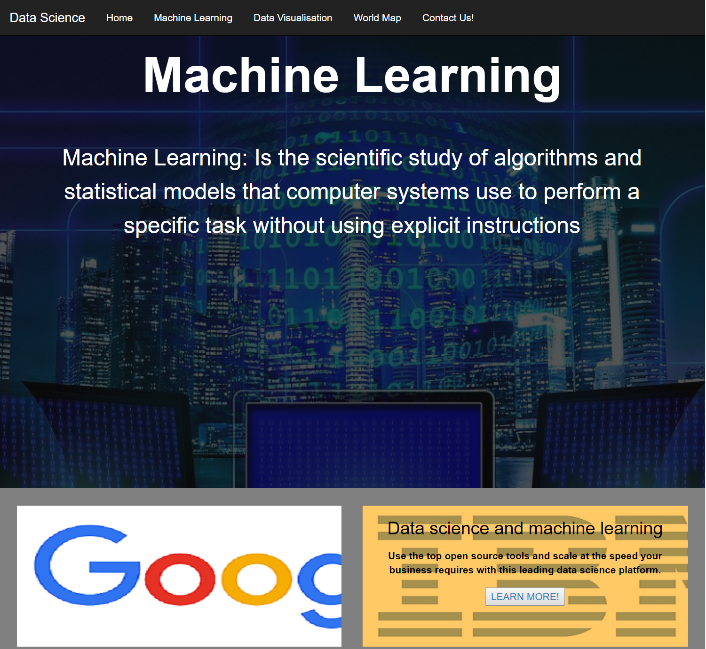 Data Science Home Machine Learning Data Visualisation World Map Contact Us!
Machine Learning
Machine Learning: Is the scientific study of algorithms and
statistical models that computer systems use to perform a
specific task without using explicit instructions
Goog
Data science and machine learning
Use the top open source tools and scale at the speed your
business requires with this leading data science platform.
LEARN MORE!
IBM